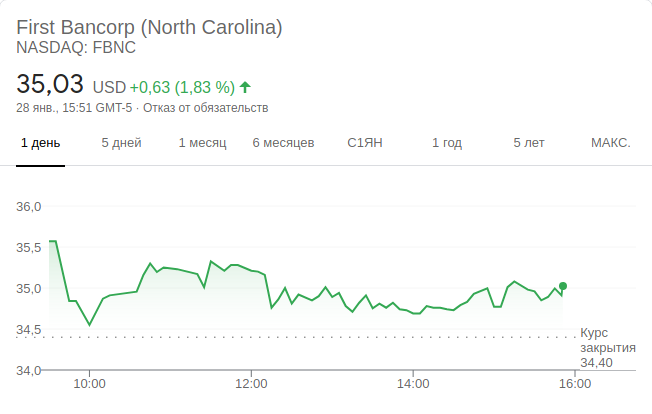 First Bancorp (North Carolina)
NASDAQ: FBNC
35,03 USD +0,63 (1,83 %)
28 янв., 15:51 GMT-5 · Отказ от обязательств
1 день 5 дней 1 месяц 6 месяцев С1ЯН 1 год 5 лет МАКС.
36,0
35,5
35,0
34,5
Курс
закрытия
34,40
34,0
10:00 12:00 14:00 16:00